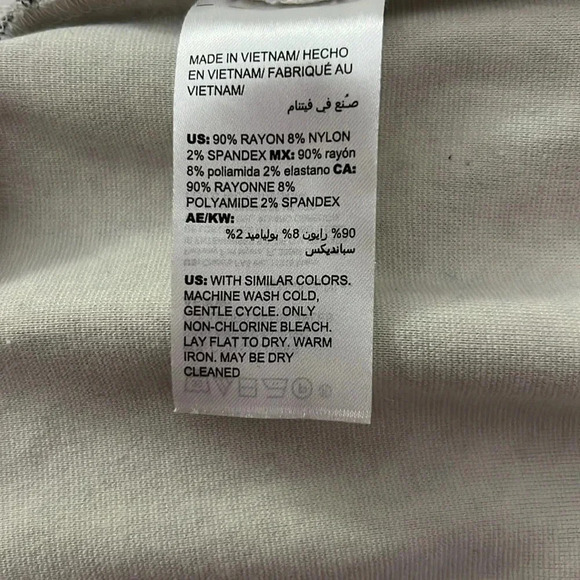 MADE IN VIETNAM/ HECHO
EN VIETNAM/ FABRIQUÉ AU
VIETNAM/
صُنع في فيتنام
US: 90% RAYON 8% NYLON
2% SPANDEX MX: 90% rayón
8% poliamida 2% elastano CA:
90% RAYONNE 8%
POLYAMIDE 2% SPANDEX
AE/KW:
90% رايون 8% بولياميد 2%
سبانديكس
US: WITH SIMILAR COLORS.
MACHINE WASH COLD,
GENTLE CYCLE. ONLY
NON-CHLORINE BLEACH.
LAY FLAT TO DRY. WARM
IRON. MAY BE DRY
CLEANED